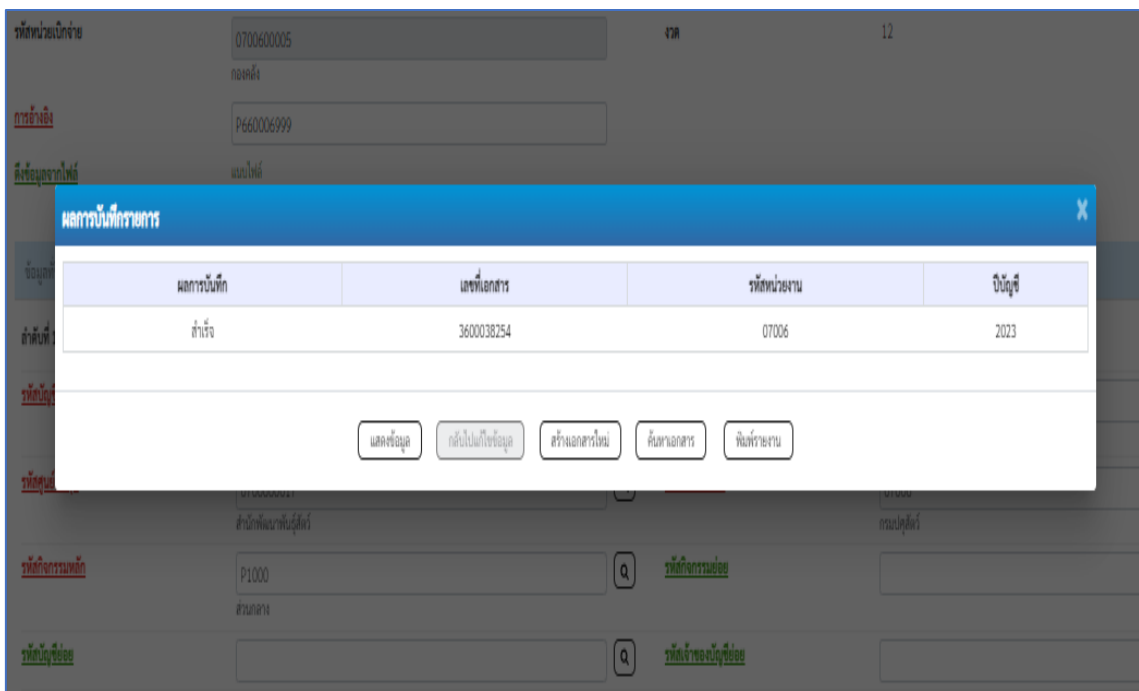 รหัสหน่วยเบิกจ่าย 0700600005 งวด 12
กองคลัง
การอ้างอิง P660006999
ดึงข้อมูลจากไฟล์ แนบไฟล์
ผลการบันทึกรายการ X
ผลการบันทึก เลขที่เอกสาร รหัสหน่วยงาน ปีบัญชี
สำเร็จ 3600038254 07006 2023
ลำดับที่ 1
แสดงข้อมูล กลับไปแก้ไขข้อมูล สร้างเอกสารใหม่ ค้นหาเอกสาร พิมพ์รายงาน
สำนักพัฒนาพันธุ์สัตว์ กรมปศุสัตว์
รหัสกิจกรรมหลัก P1000 รหัสกิจกรรมย่อย
ส่วนกลาง
รหัสบัญชีย่อย รหัสเจ้าของบัญชีย่อย